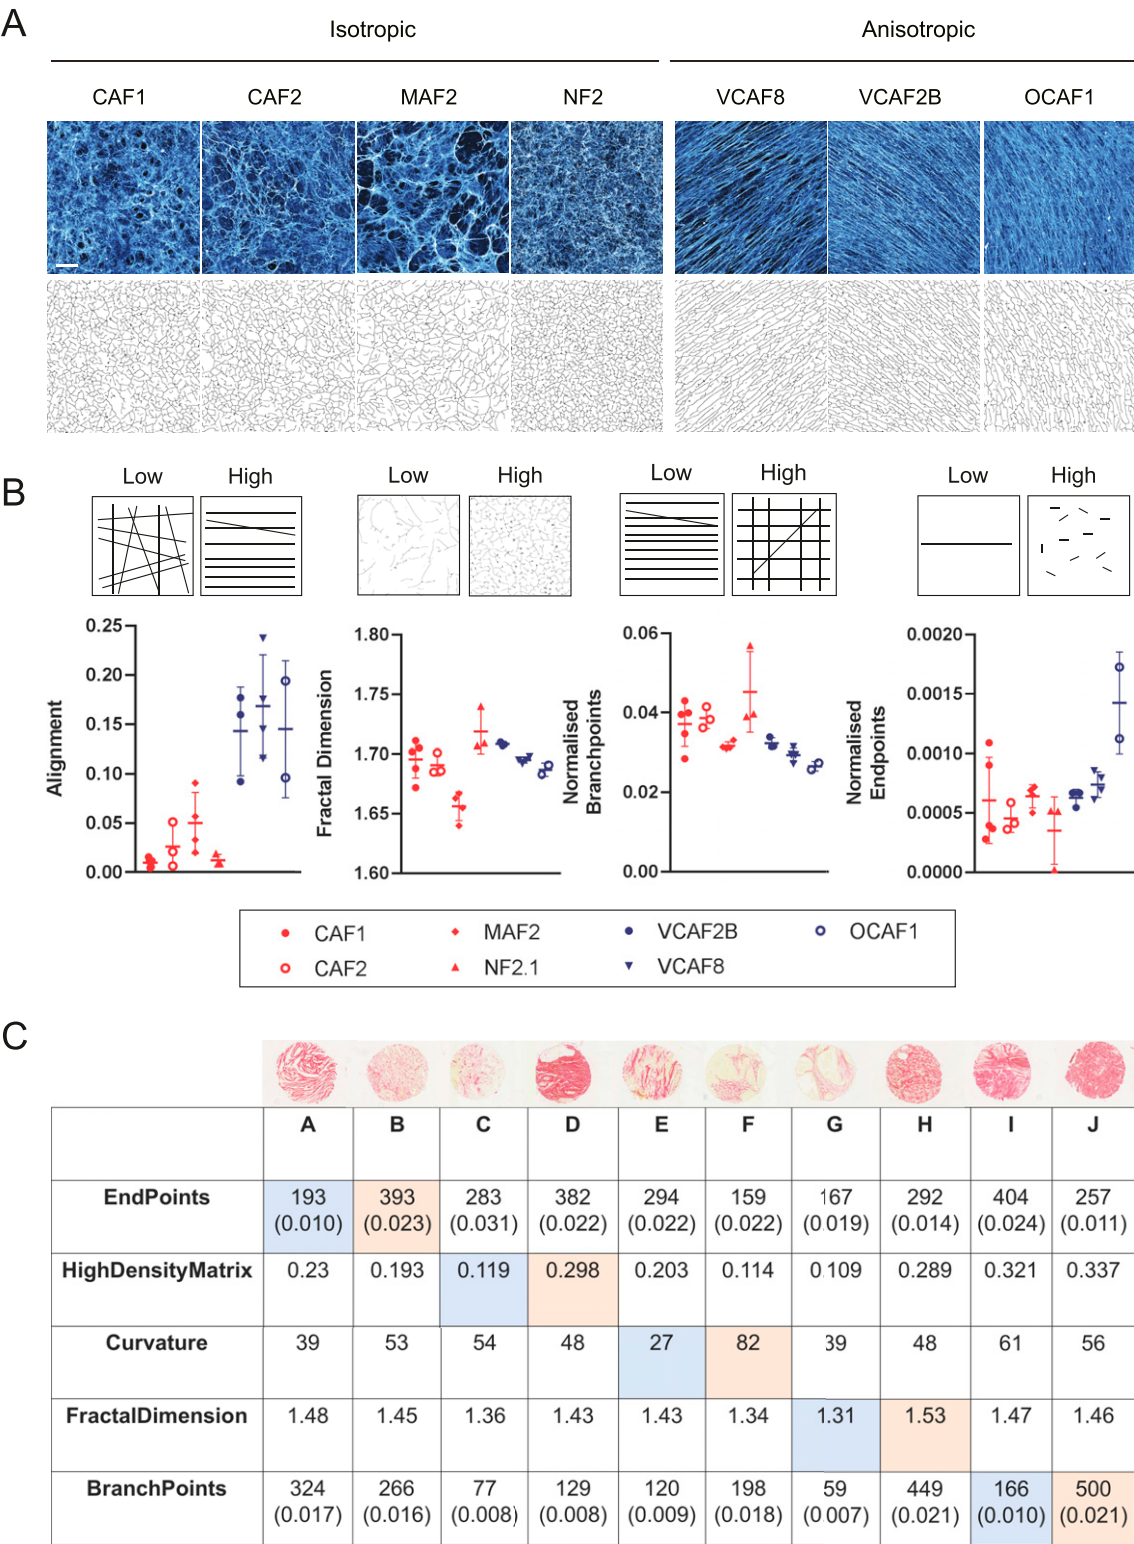 A
Isotropic Anisotropic
CAF1 CAF2 MAF2 NF2 VCAF8 VCAF2B OCAF1
B
Low High Low High Low High Low High
Alignment
0.25
0.20
0.15
0.10
0.05
0.00
Fractal Dimension
1.80
1.75
1.70
1.65
1.60
Normalised
Branchpoints
0.06
0.04
0.02
0.00
Normalised
Endpoints
0.0020
0.0015
0.0010
0.0005
0.0000
CAF1 MAF2 VCAF2B OCAF1
CAF2 NF2.1 VCAF8
C
A B C D E F G H I J
EndPoints 193 393 283 382 294 159 167 292 404 257
(0.010) (0.023) (0.031) (0.022) (0.022) (0.022) (0.019) (0.014) (0.024) (0.011)
HighDensityMatrix 0.23 0.193 0.119 0.298 0.203 0.114 0.109 0.289 0.321 0.337
Curvature 39 53 54 48 27 82 39 48 61 56
FractalDimension 1.48 1.45 1.36 1.43 1.43 1.34 1.31 1.53 1.47 1.46
BranchPoints 324 266 77 129 120 198 59 449 166 500
(0.017) (0.016) (0.008) (0.008) (0.009) (0.018) (0.007) (0.021) (0.010) (0.021)